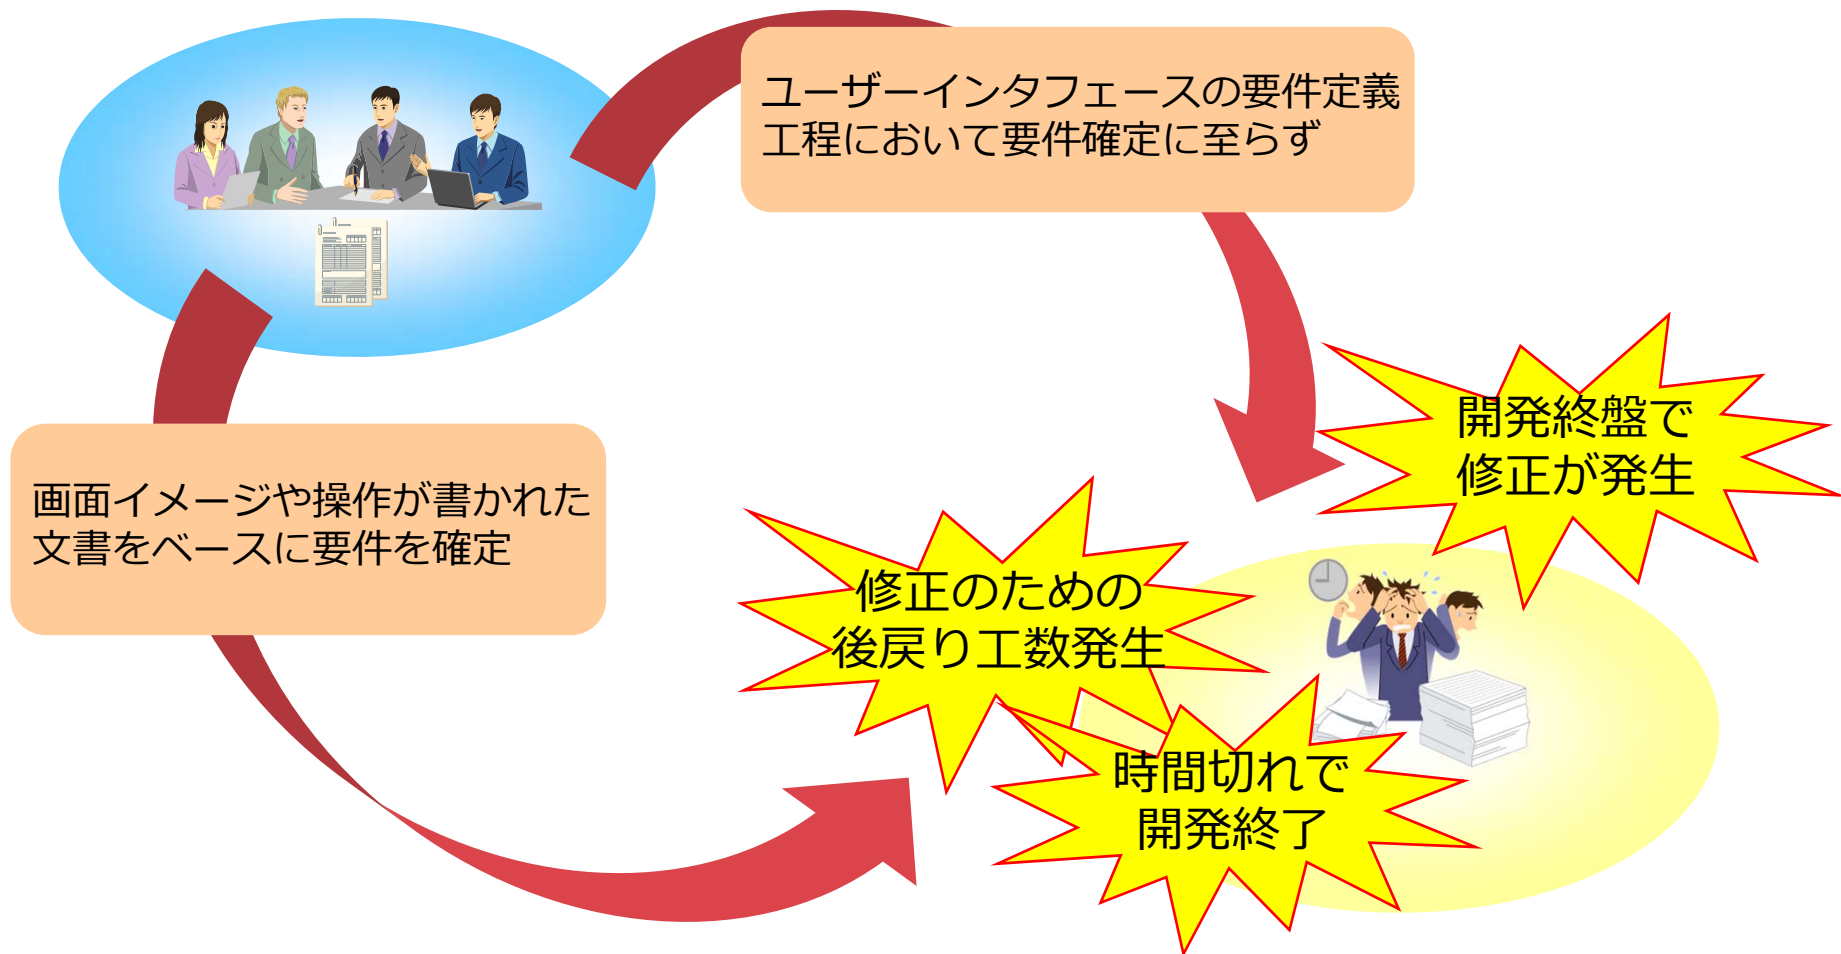 ユーザーインタフェースの要件定義
工程において要件確定に至らず
画面イメージや操作が書かれた
文書をベースに要件を確定
開発終盤で
修正が発生
修正のための
後戻り工数発生
時間切れで
開発終了